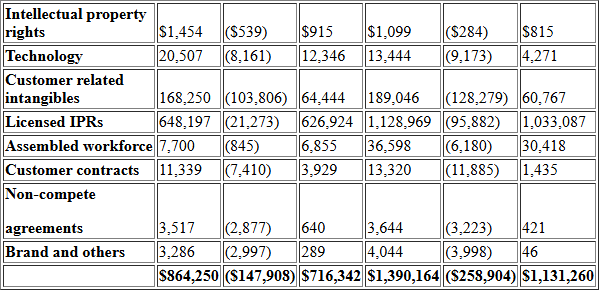 Intellectual property
rights $1,454 ($539) $915 $1,099 ($284) $815
Technology 20,507 (8,161) 12,346 13,444 (9,173) 4,271
Customer related
intangibles 168,250 (103,806) 64,444 189,046 (128,279) 60,767
Licensed IPRs 648,197 (21,273) 626,924 1,128,969 (95,882) 1,033,087
Assembled workforce 7,700 (845) 6,855 36,598 (6,180) 30,418
Customer contracts 11,339 (7,410) 3,929 13,320 (11,885) 1,435
Non-compete
agreements 3,517 (2,877) 640 3,644 (3,223) 421
Brand and others 3,286 (2,997) 289 4,044 (3,998) 46
$864,250 ($147,908) $716,342 $1,390,164 ($258,904) $1,131,260